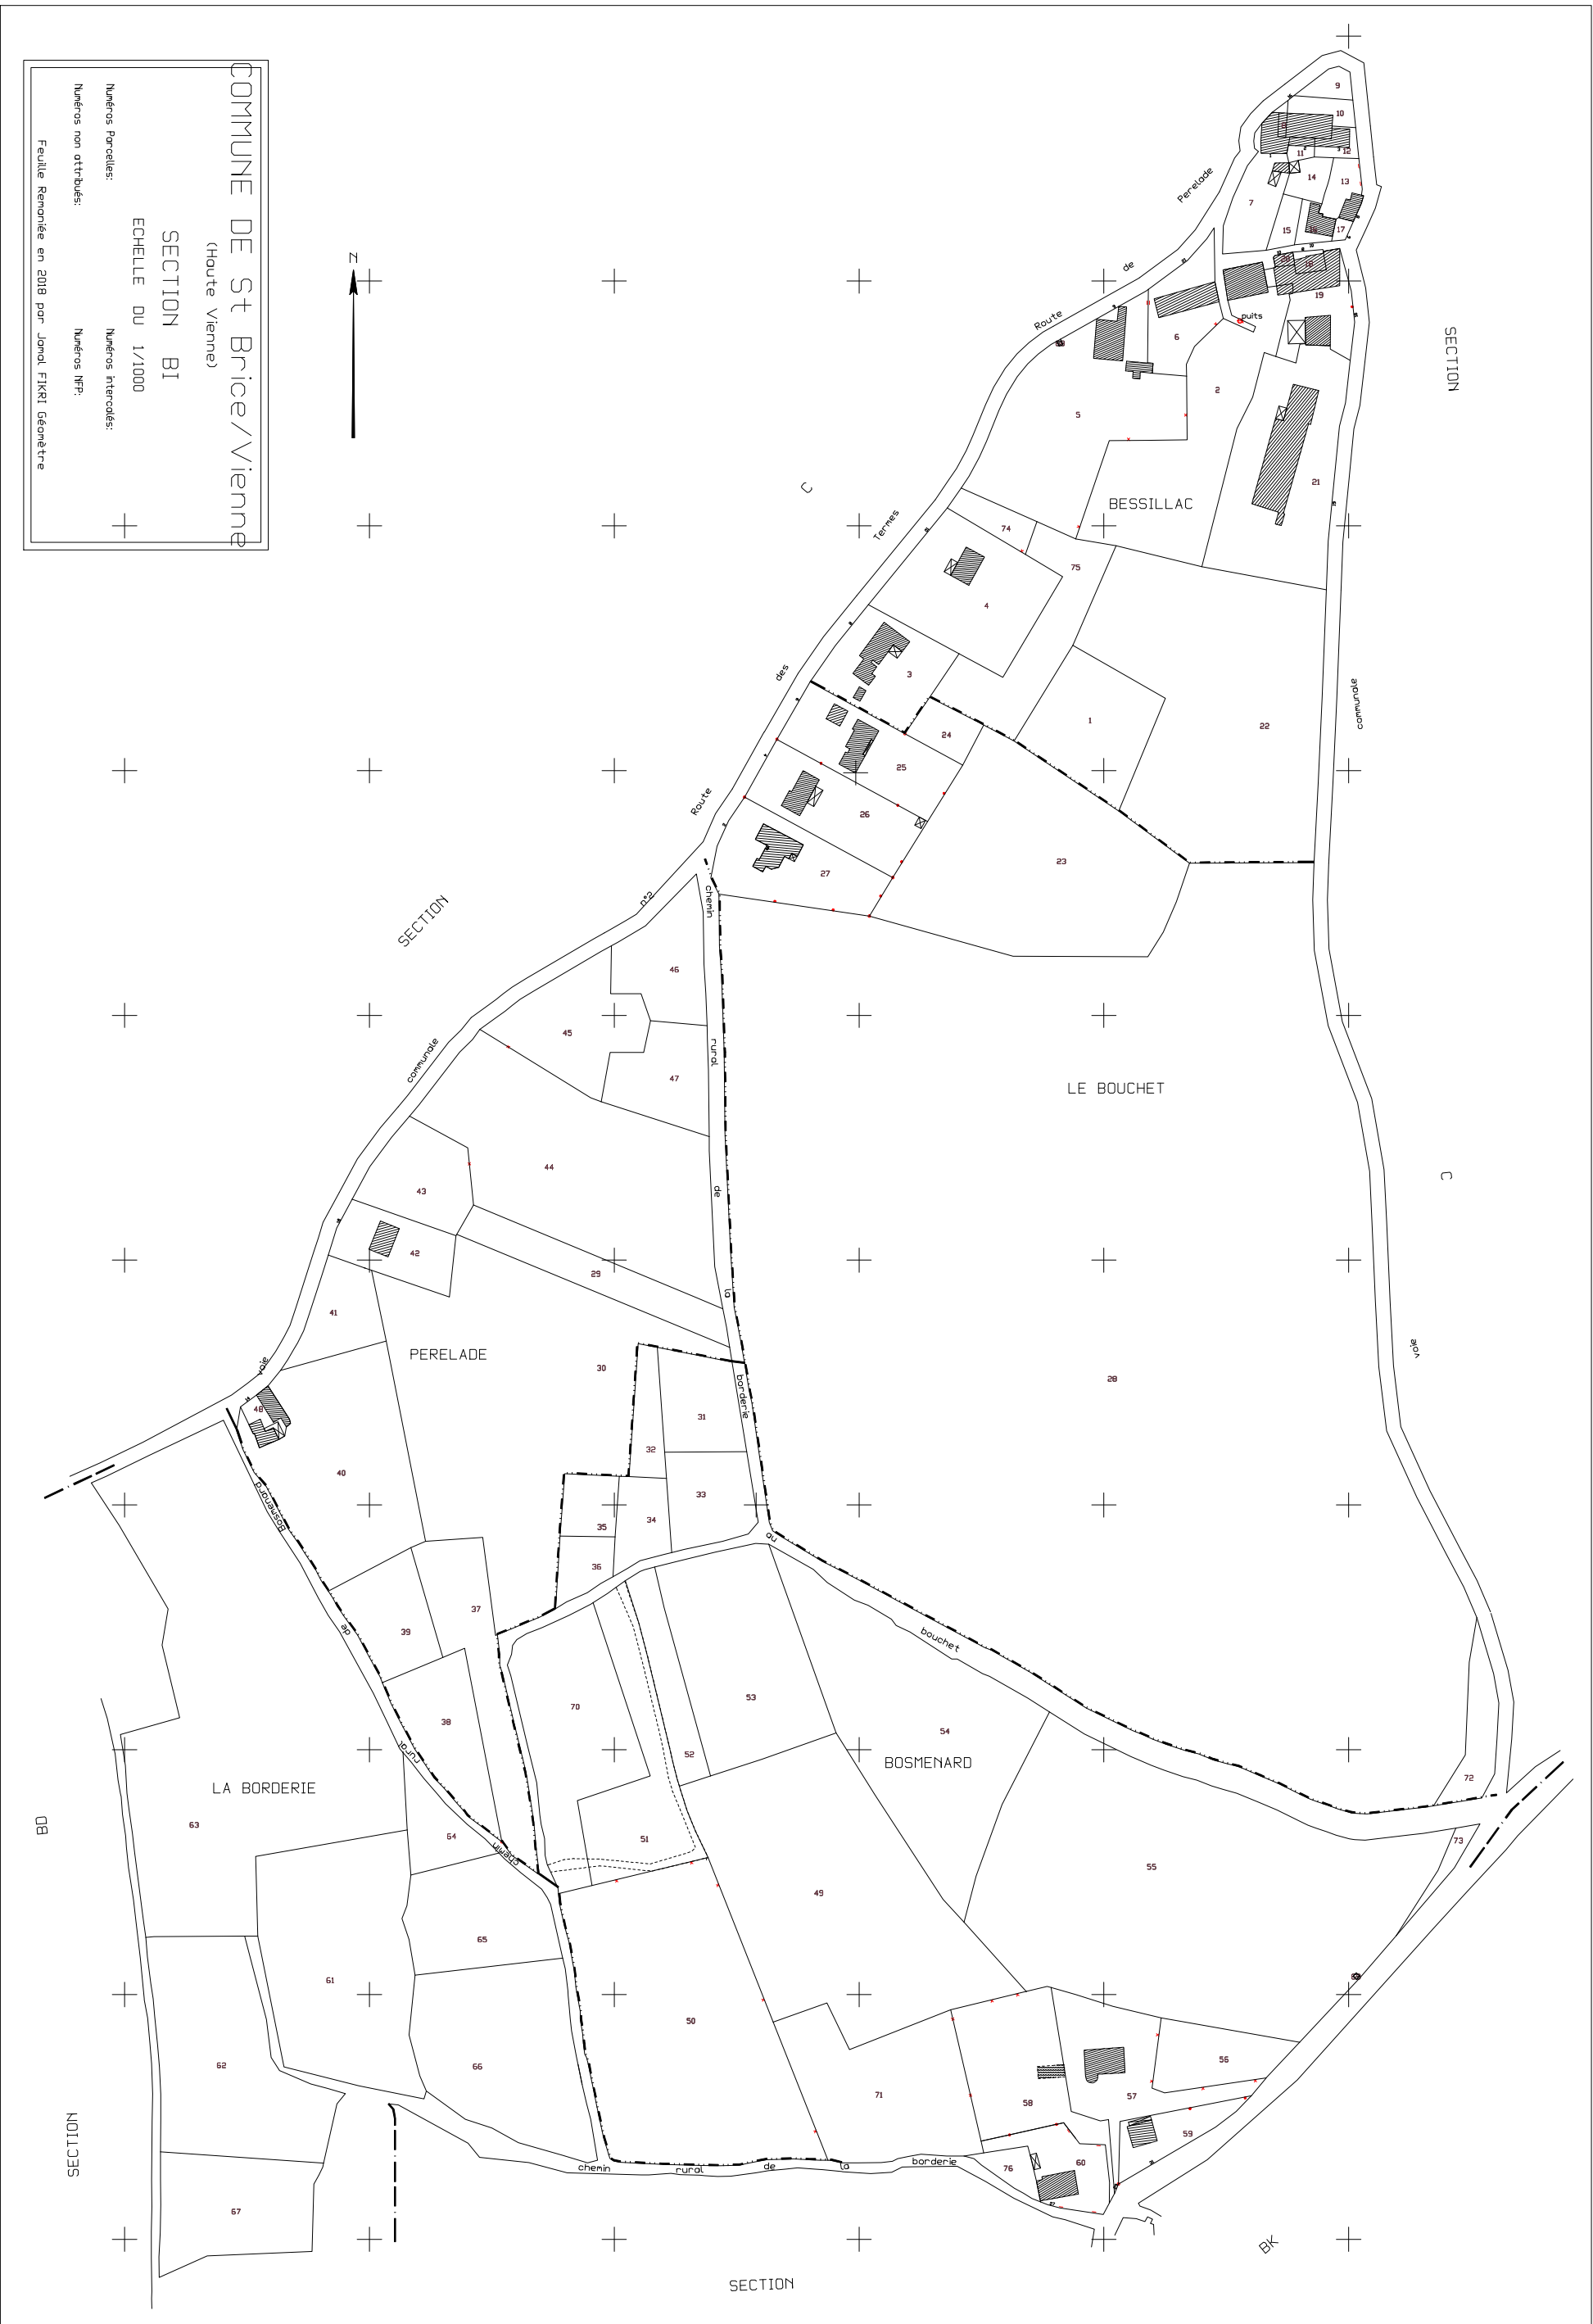 COMMUNE DE St Brice/Vienne
(Haute Vienne)
SECTION BI
ECHELLE DU 1/1000
Numéros Parcelles:
Numéros intercalés:
Numéros non attribués:
Numéros NFP:
Feuille Remaniée en 2018 par Jamal FIKRI Géomètre
N
SECTION
C
9
10
11
12
13
14
7
15
17
18
19
puits
6
2
5
21
BESSILLAC
Perelade
de
Route
C
Termes
74
75
4
des
3
1
22
communale
24
25
26
27
23
Route
n°2
chemin
SECTION
46
45
47
rural
communale
LE BOUCHET
44
43
42
de
C
29
la
41
PERELADE
30
28
voie
voie
borderie
31
32
48
40
33
34
35
36
Bosmenard
au
37
39
de
bouchet
70
53
38
54
52
BOSMENARD
72
rural
LA BORDERIE
63
64
51
73
chemin
55
49
BD
65
61
50
62
66
56
71
58
57
59
60
76
SECTION
chemin
rural
de
la
borderie
67
BK
SECTION